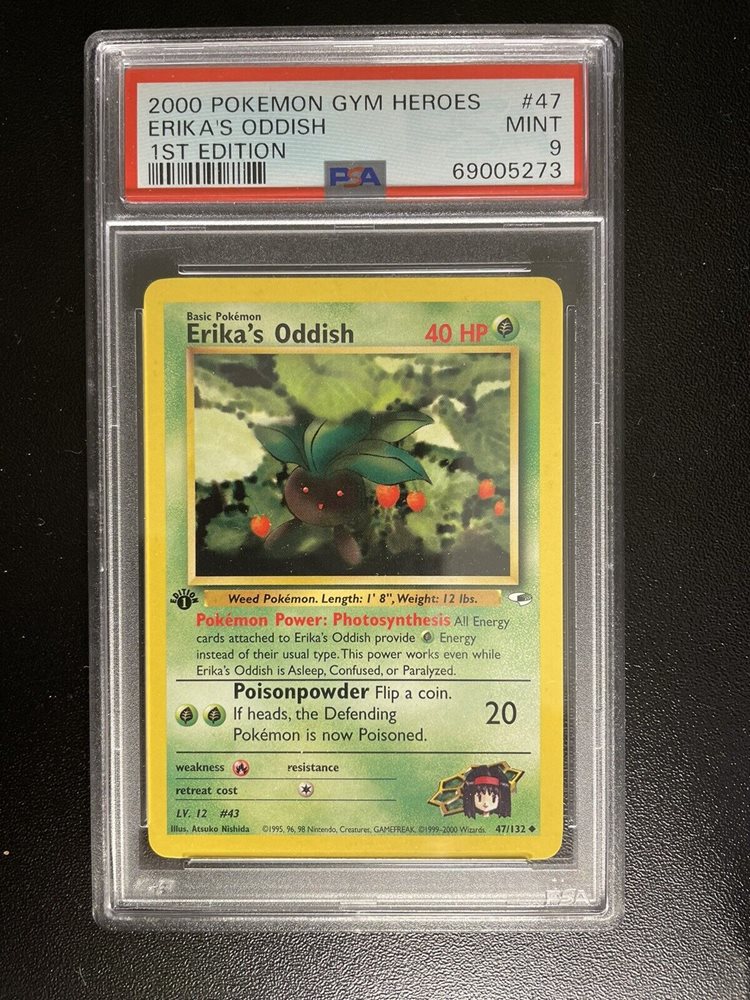 2000 POKEMON GYM HEROES #47
ERIKA'S ODDISH MINT
1ST EDITION 9
PSA 69005273
Basic Pokémon
Erika's Oddish 40 HP
EDITION 1
Weed Pokémon. Length: 1' 8", Weight: 12 lbs.
Pokémon Power: Photosynthesis All Energy
cards attached to Erika's Oddish provide Energy
instead of their usual type. This power works even while
Erika's Oddish is Asleep, Confused, or Paralyzed.
Poisonpowder Flip a coin.
If heads, the Defending 20
Pokémon is now Poisoned.
weakness resistance
retreat cost
LV. 12 #43
Illus. Atsuko Nishida ©1995, 96, 98 Nintendo, Creatures, GAMEFREAK. ©1999-2000 Wizards. 47/132
PSA